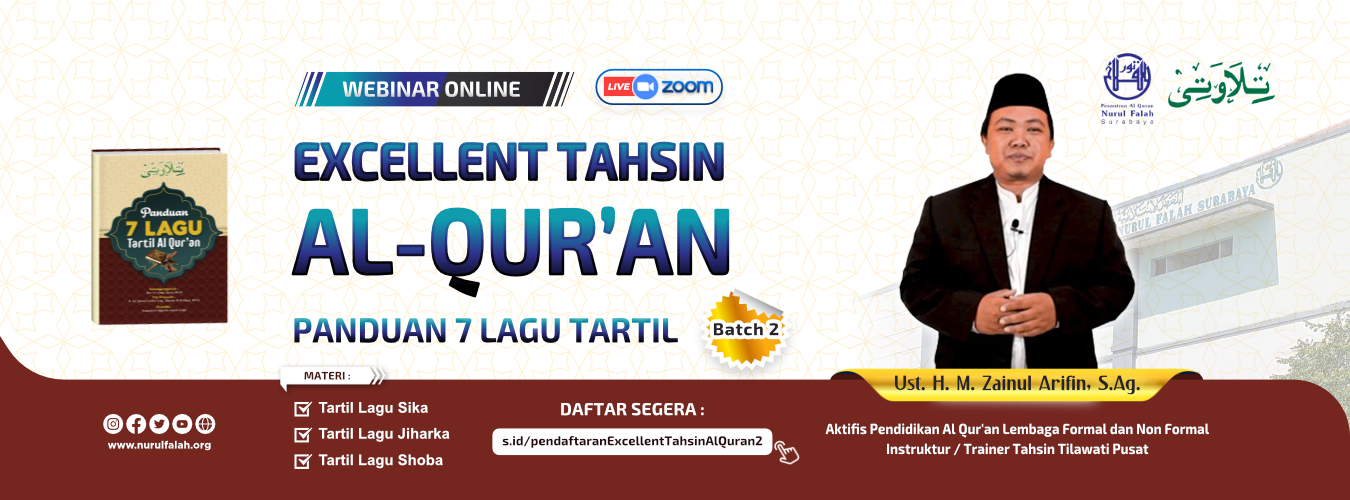 WEBINAR ONLINE
LIVE zoom
EXCELLENT TAHSIN
AL-QUR'AN
PANDUAN 7 LAGU TARTIL
Batch 2
تِلَاوَتِى
Panduan
7 LAGU
Tartil Al Qur'an
Pesantren Al Quran
Nurul Falah
Surabaya
تِلَاوَتِى
NURUL FALAH SURABAYA
MATERI :
Tartil Lagu Sika
Tartil Lagu Jiharka
Tartil Lagu Shoba
DAFTAR SEGERA :
s.id/pendaftaranExcellentTahsinAlQuran2
www.nurulfalah.org
Ust. H. M. Zainul Arifin, S.Ag.
Aktifis Pendidikan Al Qur'an Lembaga Formal dan Non Formal
Instruktur / Trainer Tahsin Tilawati Pusat